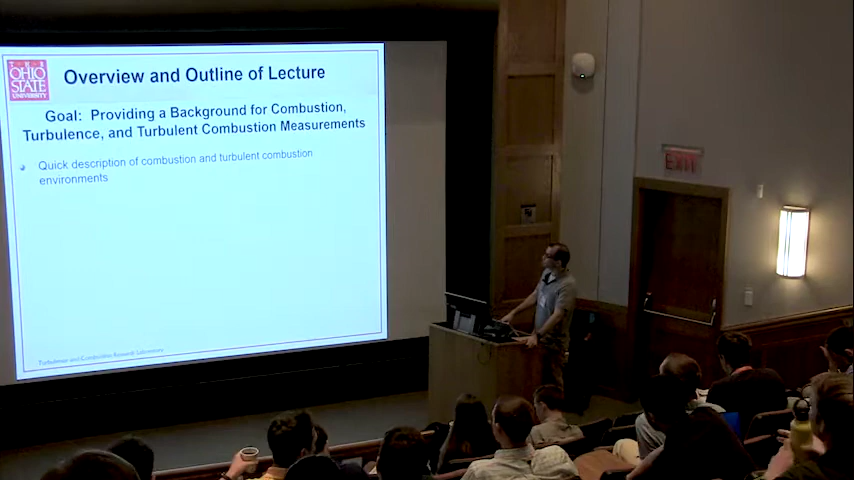 THE
OHIO
STATE
UNIVERSITY
Overview and Outline of Lecture
Goal: Providing a Background for Combustion,
Turbulence, and Turbulent Combustion Measurements
Quick description of combustion and turbulent combustion
environments
Turbulence and Combustion Research Laboratory
EXIT